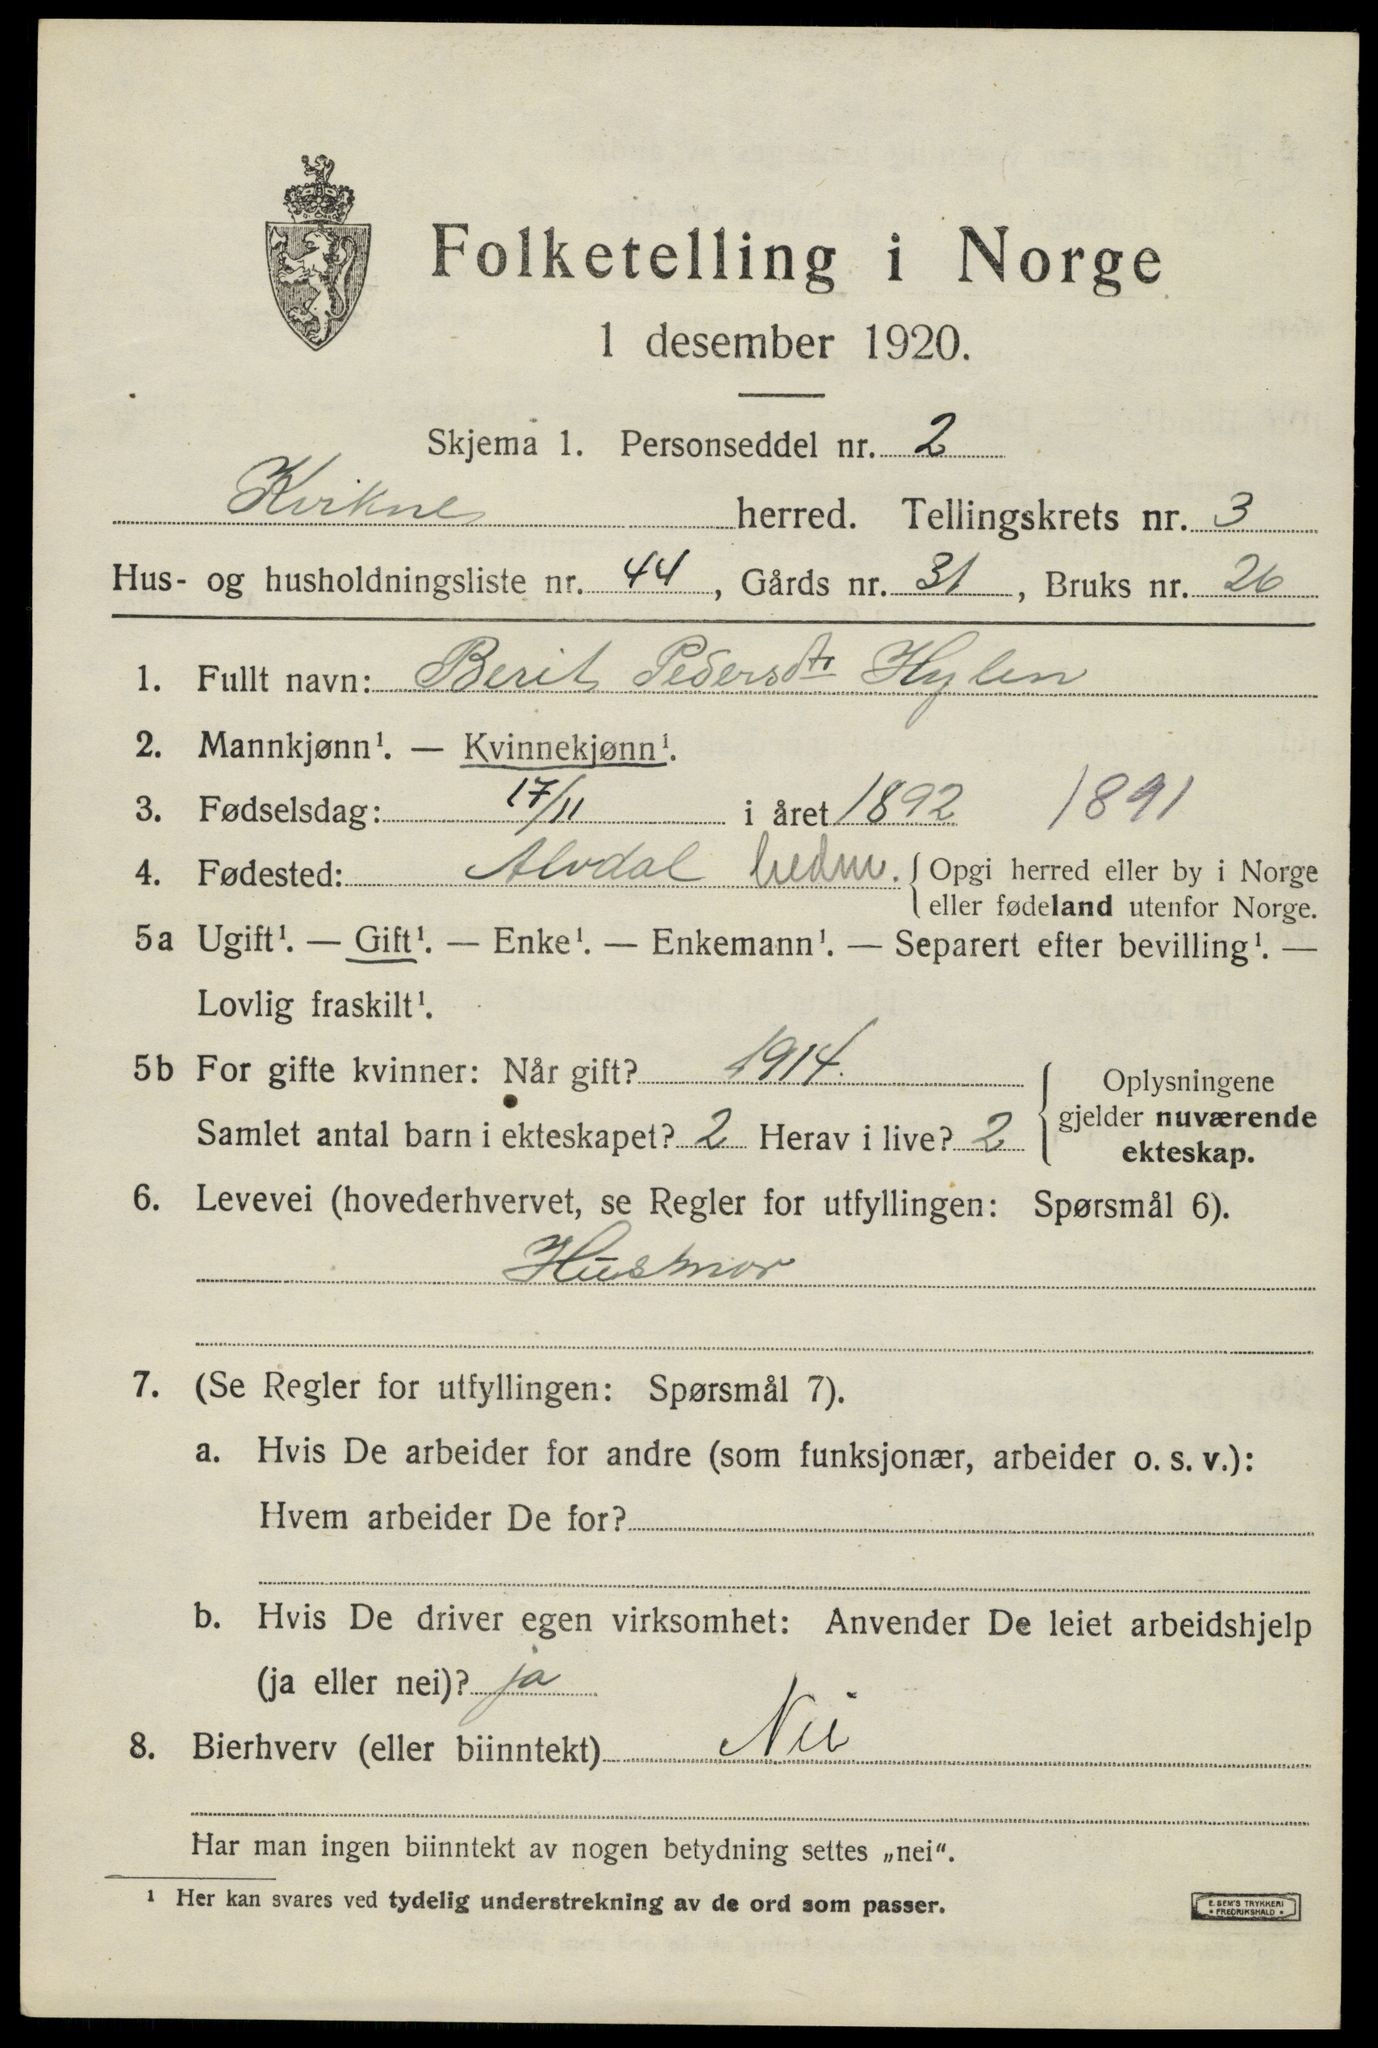 Folketelling i Norge
1 desember 1920.
Skjema 1. Personseddel nr. 2
Kvikne herred. Tellingskrets nr. 3
Hus- og husholdningsliste nr. 44, Gårds nr. 31, Bruks nr. 26
1. Fullt navn: Berit Pedersdtr Hylen
2. Mannkjønn¹. — Kvinnekjønn¹.
3. Fødselsdag: 17/11 i året 1892 1891
4. Fødested: Alvdal hedm. { Opgi herred eller by i Norge
eller fødeland utenfor Norge.
5a Ugift¹. — Gift¹. — Enke¹. — Enkemann¹. — Separert efter bevilling¹. —
Lovlig fraskilt¹.
5b For gifte kvinner: Når gift? 1914.
Samlet antal barn i ekteskapet? 2 Herav i live? 2
{ Oplysningene
gjelder nuværende
ekteskap.
6. Levevei (hovederhvervet, se Regler for utfyllingen: Spørsmål 6).
Husmor
7. (Se Regler for utfyllingen: Spørsmål 7).
a. Hvis De arbeider for andre (som funksjonær, arbeider o. s. v.):
Hvem arbeider De for?
b. Hvis De driver egen virksomhet: Anvender De leiet arbeidshjelp
(ja eller nei)? ja
8. Bierhverv (eller biinntekt) Nei
Har man ingen biinntekt av nogen betydning settes „nei“.
¹ Her kan svares ved tydelig understrekning av de ord som passer.
E. SEM'S TRYKKERI
• FREDRIKSHALD •